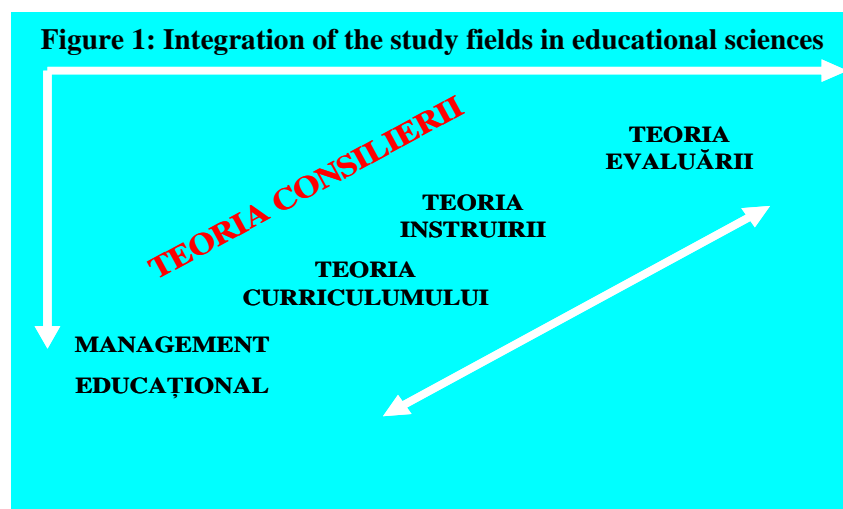 Figure 1: Integration of the study fields in educational sciences
TEORIA CONSILIERII
TEORIA
EVALUĂRII
TEORIA
INSTRUIRII
TEORIA
CURRICULUMULUI
MANAGEMENT
EDUCAȚIONAL